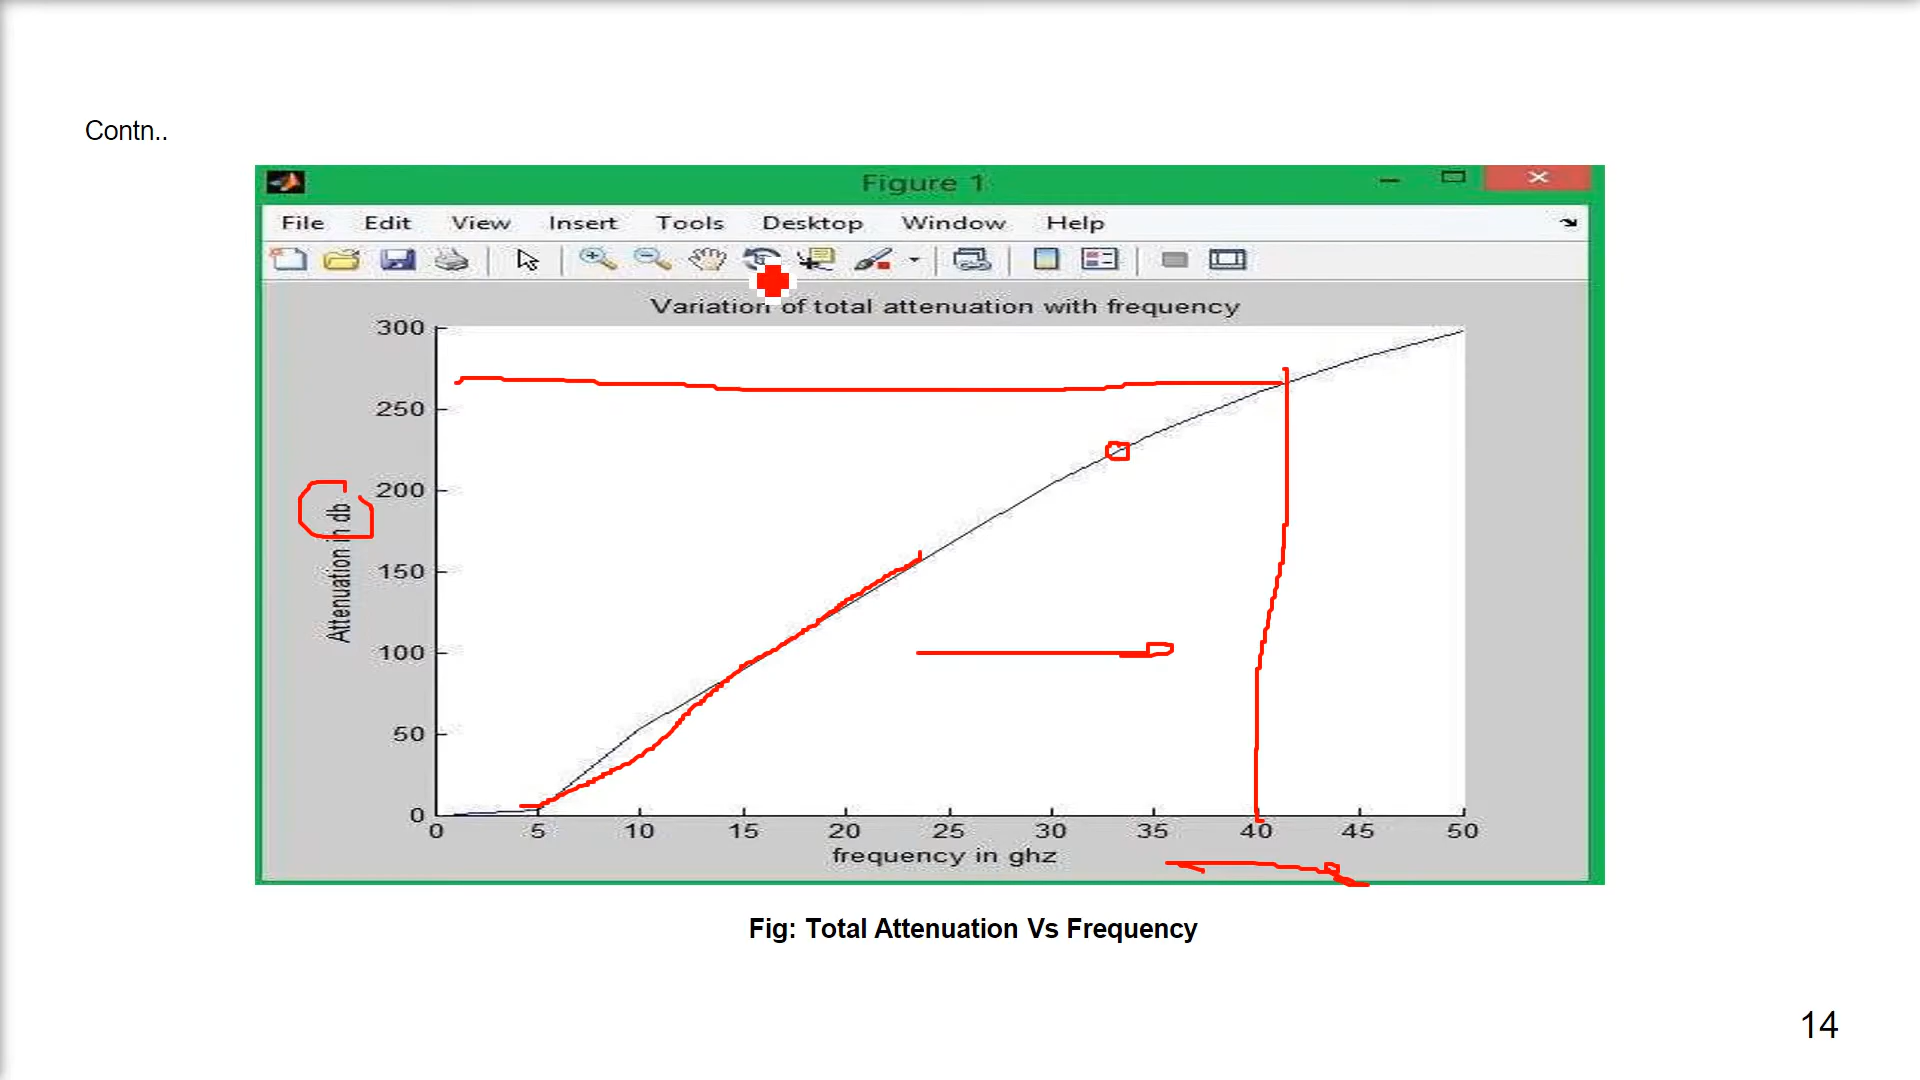 Contn..
Figure 1
File Edit View Insert Tools Desktop Window Help
Variation of total attenuation with frequency
300
250
200
150
100
50
0
Attenuation in db
0 5 10 15 20 25 30 35 40 45 50
frequency in ghz
Fig: Total Attenuation Vs Frequency
14